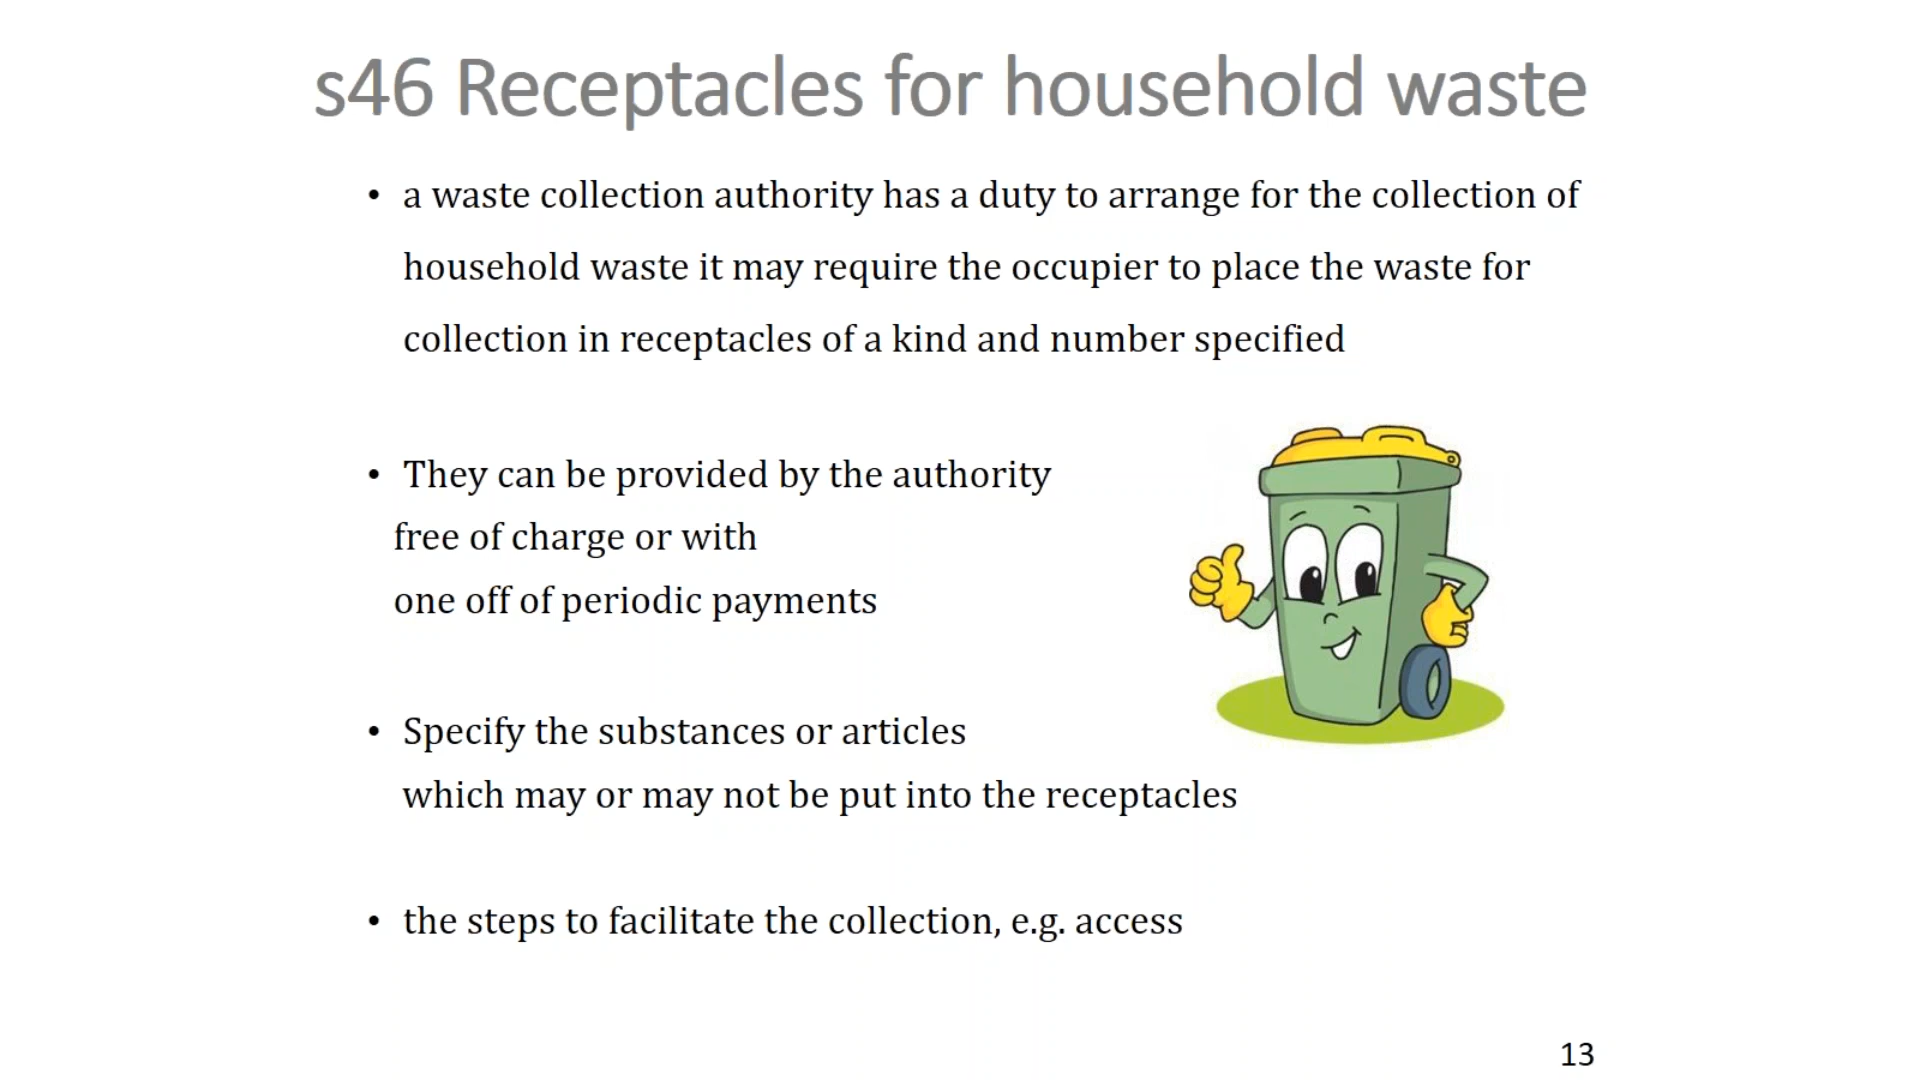 s46 Receptacles for household waste
• a waste collection authority has a duty to arrange for the collection of
household waste it may require the occupier to place the waste for
collection in receptacles of a kind and number specified
• They can be provided by the authority
free of charge or with
one off of periodic payments
• Specify the substances or articles
which may or may not be put into the receptacles
• the steps to facilitate the collection, e.g. access
13